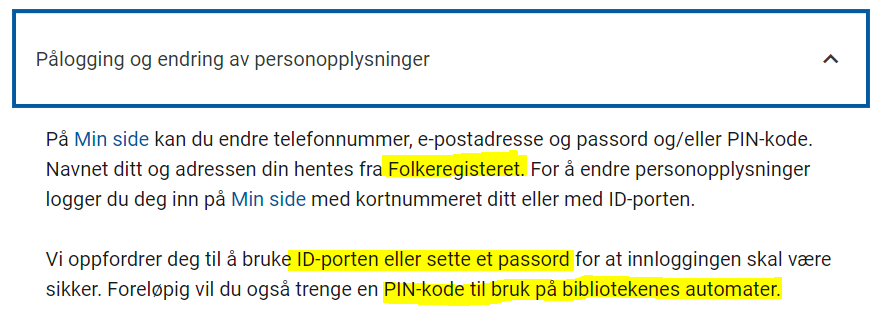 Pålogging og endring av personopplysninger
På Min side kan du endre telefonnummer, e-postadresse og passord og/eller PIN-kode.
Navnet ditt og adressen din hentes fra Folkeregisteret. For å endre personopplysninger
logger du deg inn på Min side med kortnummeret ditt eller med ID-porten.
Vi oppfordrer deg til å bruke ID-porten eller sette et passord for at innloggingen skal være
sikker. Foreløpig vil du også trenge en PIN-kode til bruk på bibliotekenes automater.